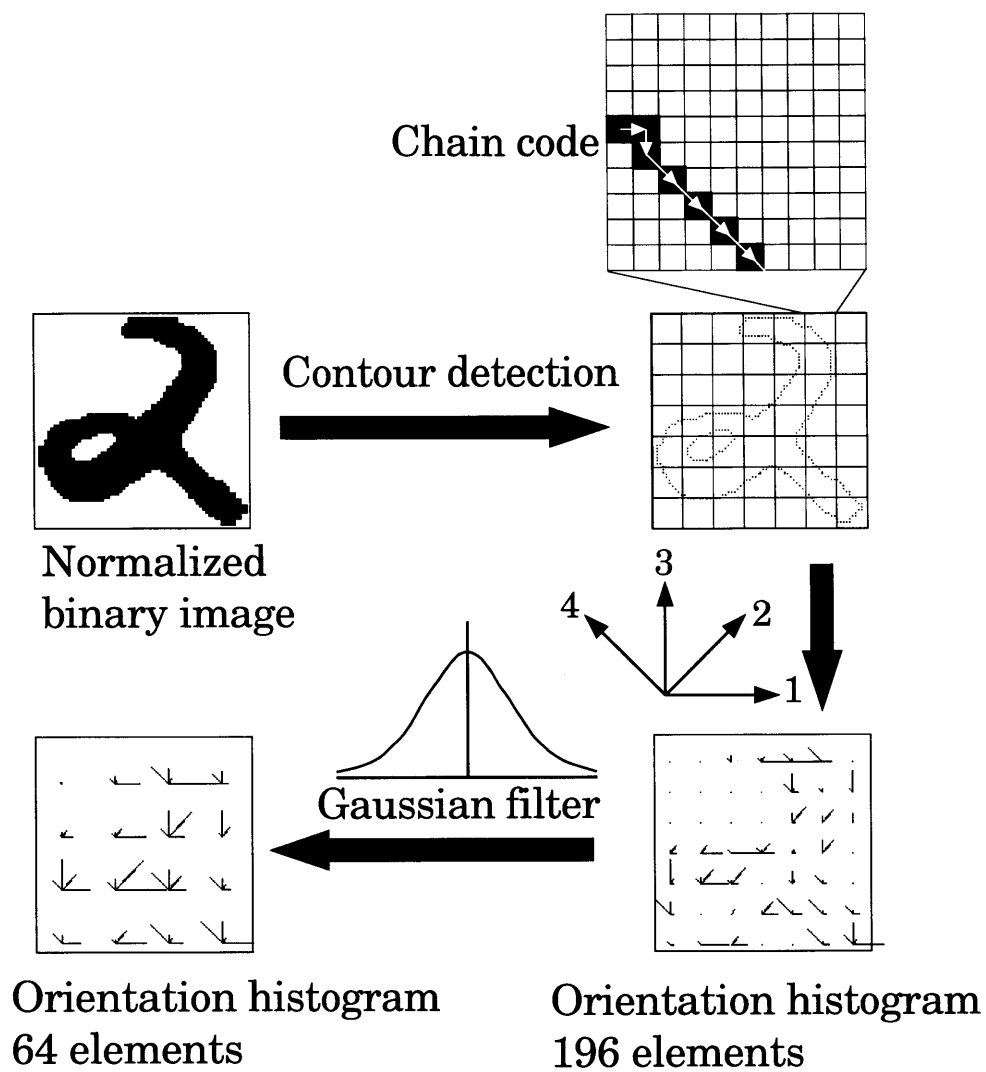 Chain code
Contour detection
Normalized
binary image
3
4
2
1
Gaussian filter
Orientation histogram
64 elements
Orientation histogram
196 elements